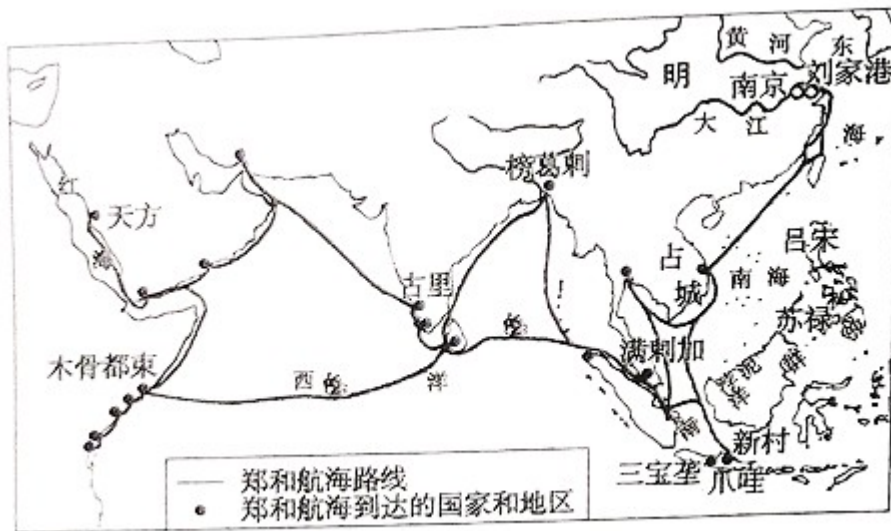 黄河
东海
明
南京
刘家港
大江
红海
天方
榜葛剌
古里
占城
南海
吕宋
苏禄
满剌加
木骨都束
西洋
新村
三宝垄
爪哇
郑和航海路线
郑和航海到达的国家和地区